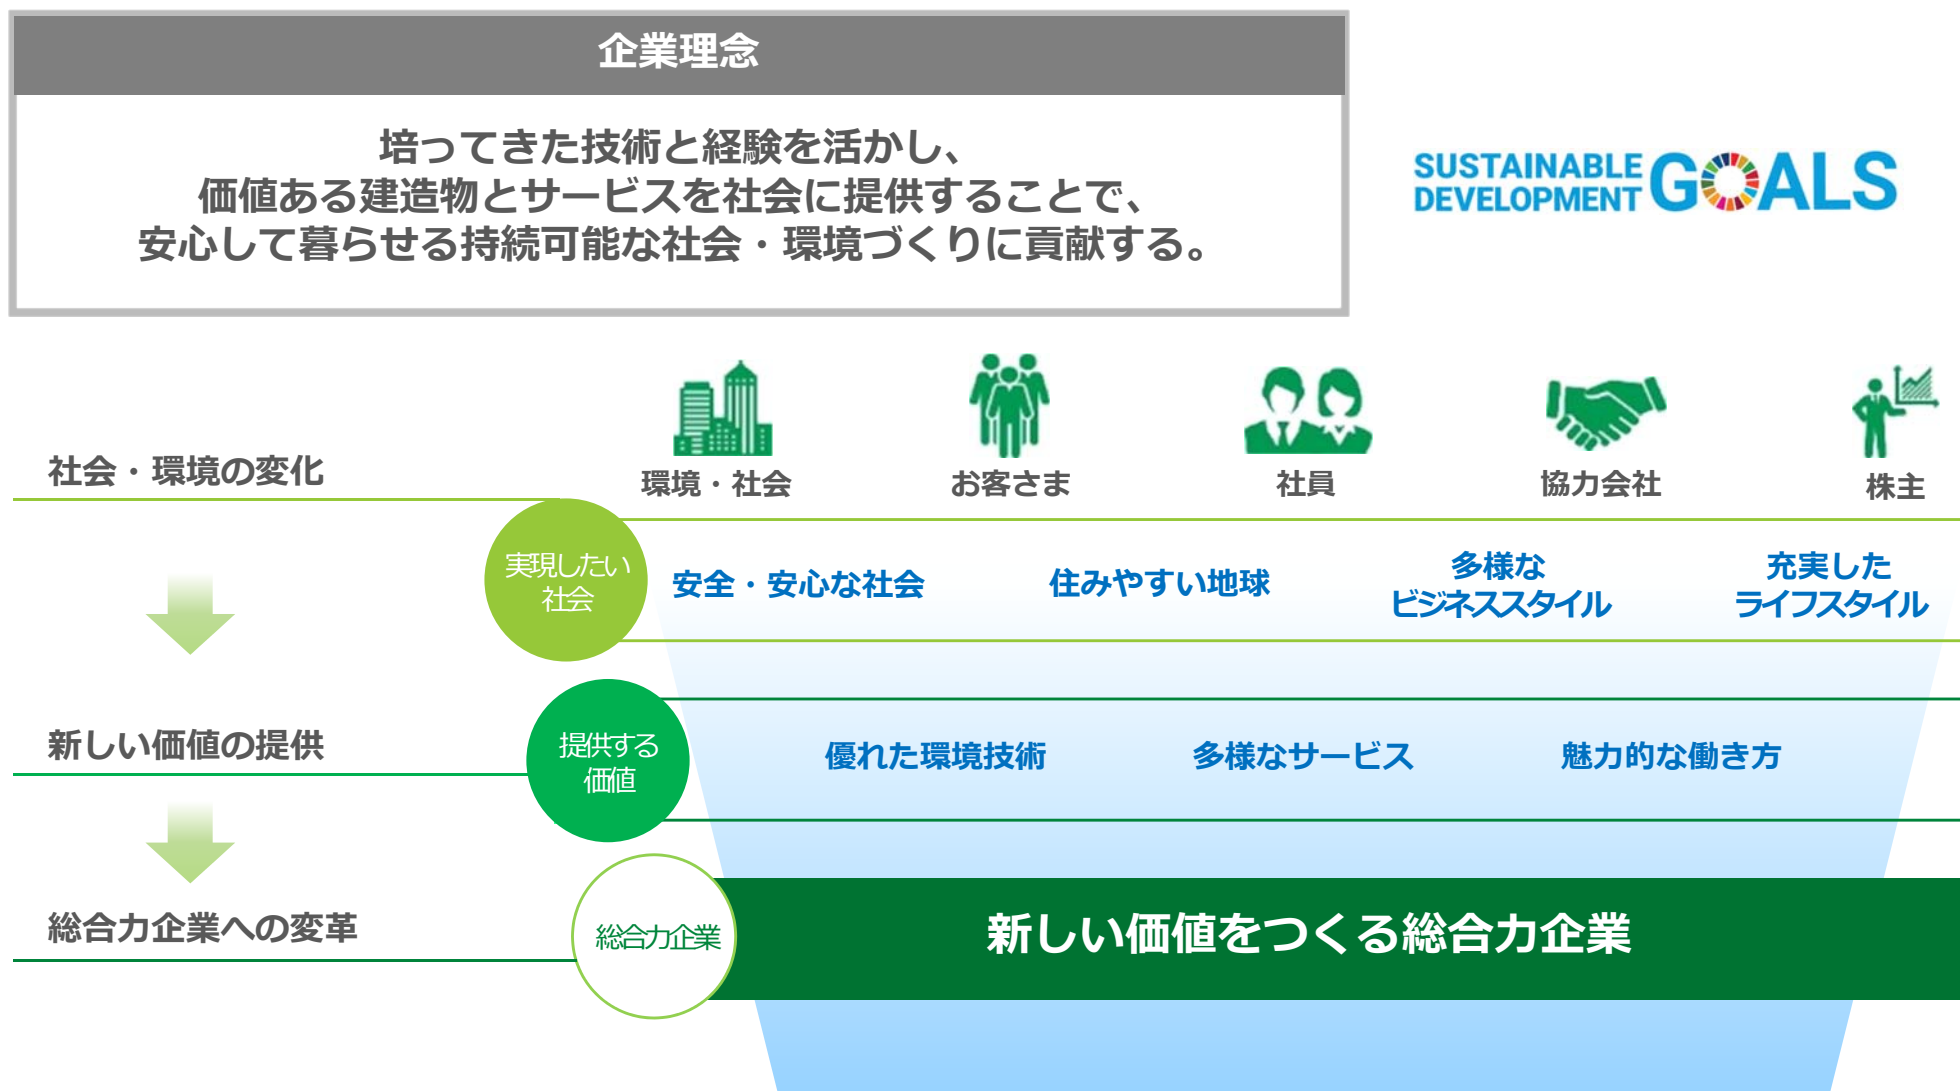 企業理念
培ってきた技術と経験を活かし、
価値ある建造物とサービスを社会に提供することで、
安心して暮らせる持続可能な社会・環境づくりに貢献する。
SUSTAINABLE
DEVELOPMENT
GOALS
社会・環境の変化
環境・社会
お客さま
社員
協力会社
株主
実現したい
社会
安全・安心な社会
住みやすい地球
多様な
ビジネススタイル
充実した
ライフスタイル
新しい価値の提供
提供する
価値
優れた環境技術
多様なサービス
魅力的な働き方
総合力企業への変革
総合力企業
新しい価値をつくる総合力企業